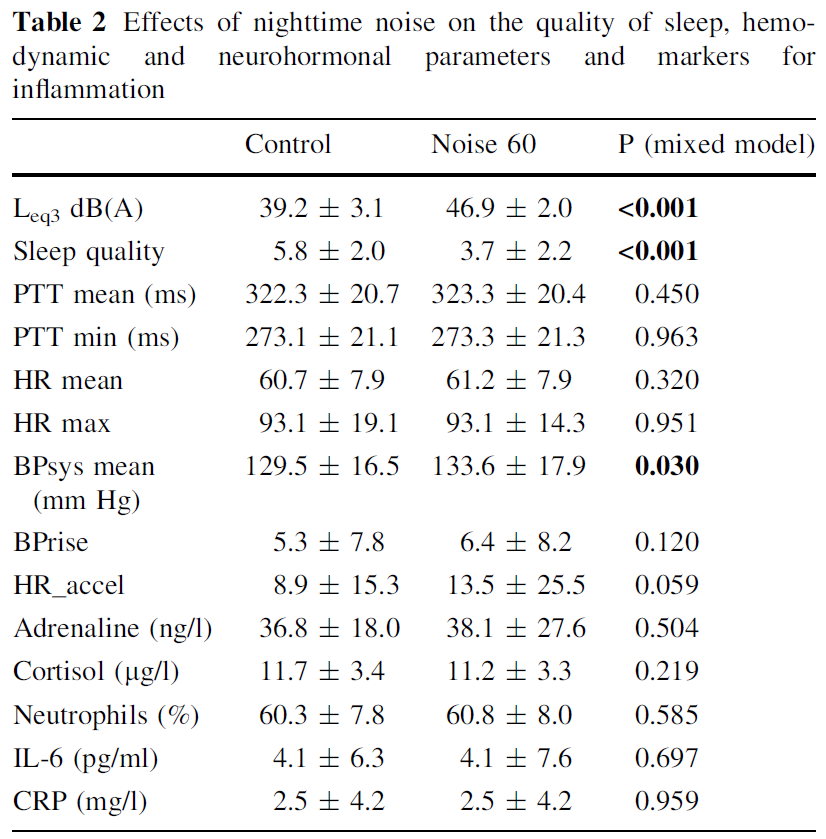 Table 2 Effects of nighttime noise on the quality of sleep, hemo-
dynamic and neurohormonal parameters and markers for
inflammation
Control Noise 60 P (mixed model)
Leq3 dB(A) 39.2 ± 3.1 46.9 ± 2.0 <0.001
Sleep quality 5.8 ± 2.0 3.7 ± 2.2 <0.001
PTT mean (ms) 322.3 ± 20.7 323.3 ± 20.4 0.450
PTT min (ms) 273.1 ± 21.1 273.3 ± 21.3 0.963
HR mean 60.7 ± 7.9 61.2 ± 7.9 0.320
HR max 93.1 ± 19.1 93.1 ± 14.3 0.951
BPsys mean 129.5 ± 16.5 133.6 ± 17.9 0.030
(mm Hg)
BPrise 5.3 ± 7.8 6.4 ± 8.2 0.120
HR_accel 8.9 ± 15.3 13.5 ± 25.5 0.059
Adrenaline (ng/l) 36.8 ± 18.0 38.1 ± 27.6 0.504
Cortisol (μg/l) 11.7 ± 3.4 11.2 ± 3.3 0.219
Neutrophils (%) 60.3 ± 7.8 60.8 ± 8.0 0.585
IL-6 (pg/ml) 4.1 ± 6.3 4.1 ± 7.6 0.697
CRP (mg/l) 2.5 ± 4.2 2.5 ± 4.2 0.959